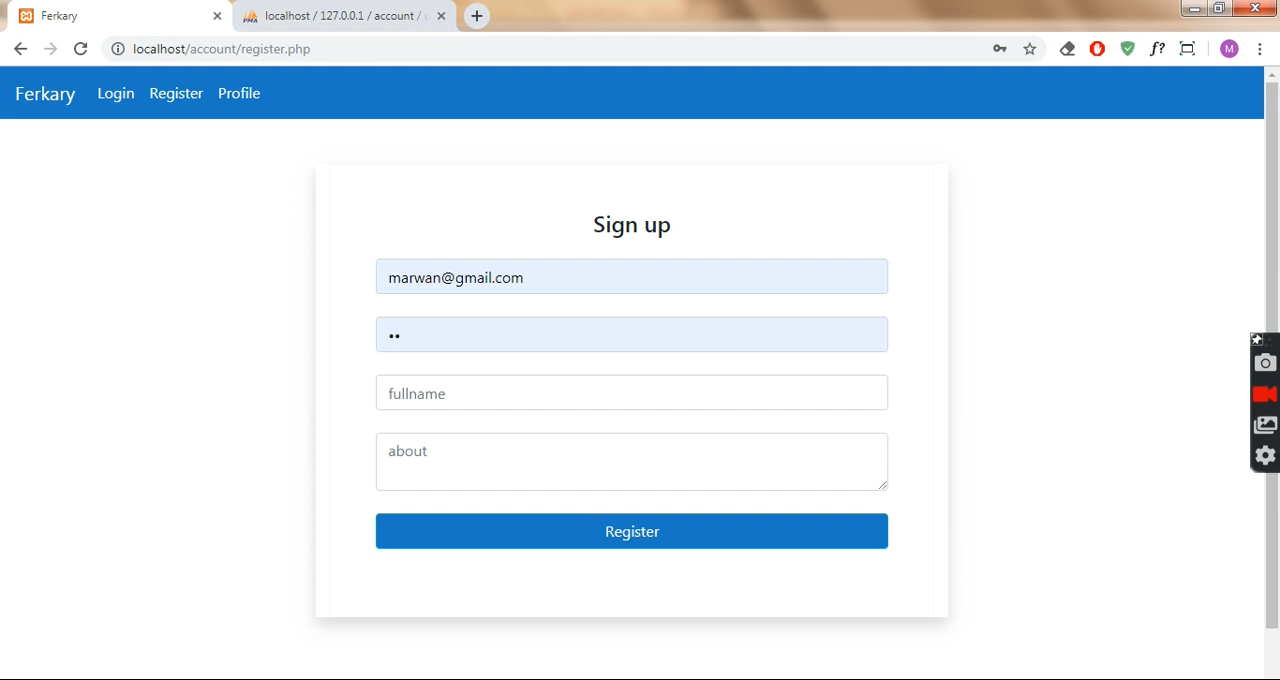 Ferkary
localhost / 127.0.0.1 / account /
localhost/account/register.php
f?
M
Ferkary Login Register Profile
Sign up
marwan@gmail.com
••
fullname
about
Register